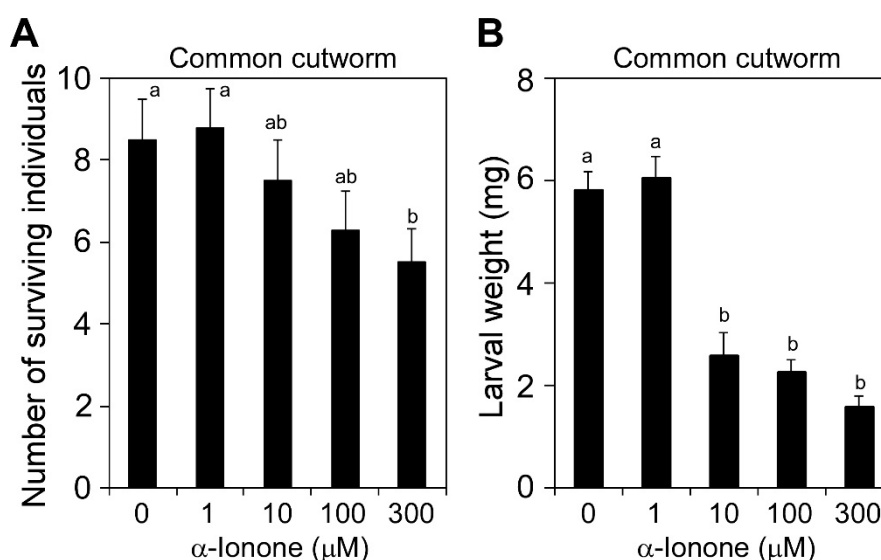 A
Common cutworm
Number of surviving individuals
10
8
6
4
2
0
a
a
ab
ab
b
0 1 10 100 300
α-Ionone (μM)
B
Common cutworm
Larval weight (mg)
8
6
4
2
0
a
a
b
b
b
0 1 10 100 300
α-Ionone (μM)